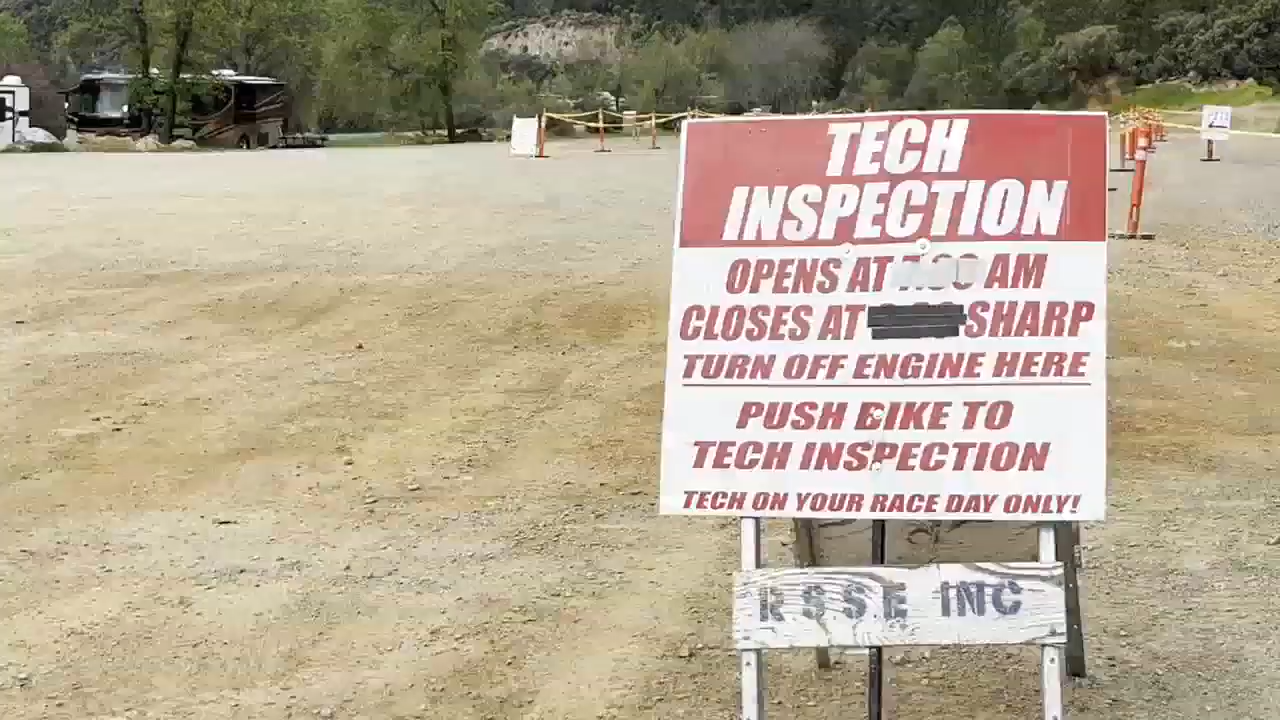 TECH
INSPECTION
OPENS AT AM
CLOSES AT SHARP
TURN OFF ENGINE HERE
PUSH BIKE TO
TECH INSPECTION
TECH ON YOUR RACE DAY ONLY!
RSSE INC